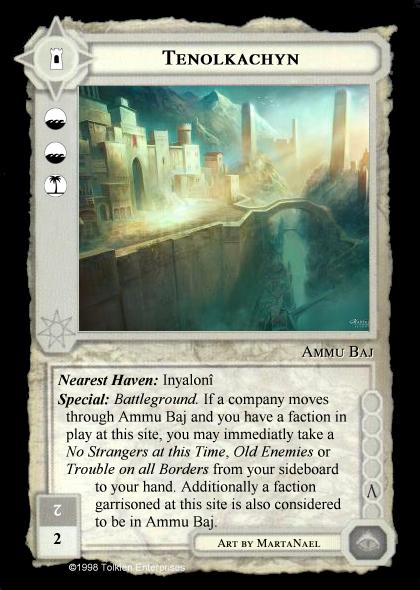 Tenolkachyn
Ammu Baj
Nearest Haven: Inyalonî
Special: Battleground. If a company moves
through Ammu Baj and you have a faction in
play at this site, you may immediatly take a
No Strangers at this Time, Old Enemies or
Trouble on all Borders from your sideboard
to your hand. Additionally a faction
garrisoned at this site is also considered
to be in Ammu Baj.
2
2
Art by MartaNael
©1998 Tolkien Enterprises